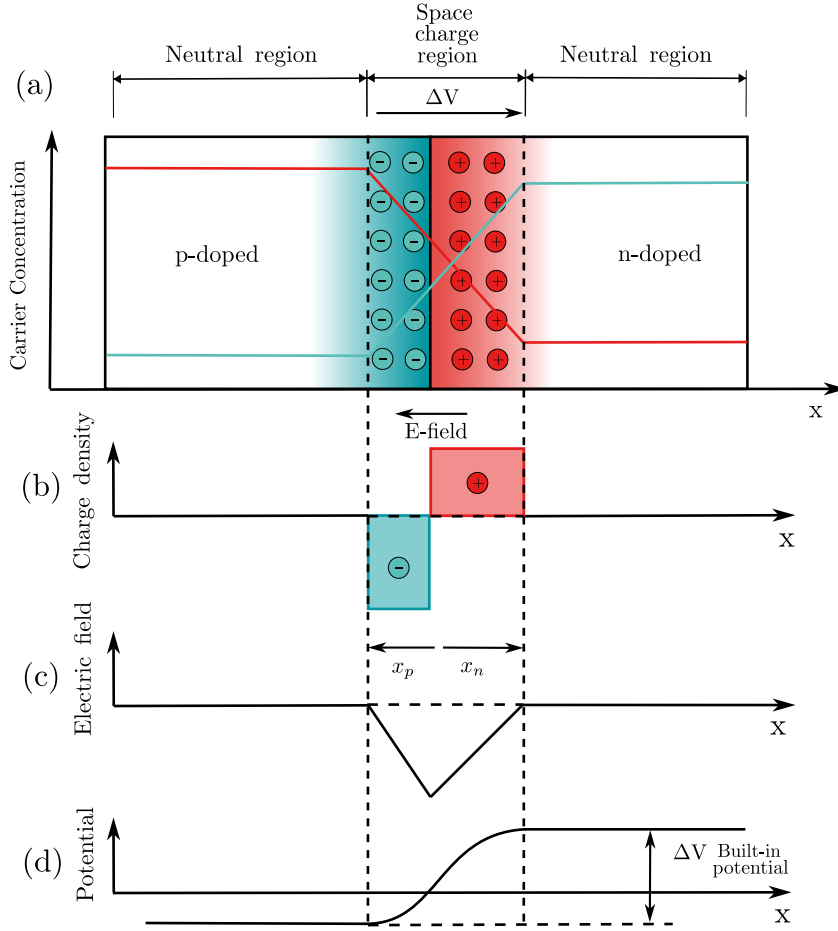 Space
charge
region
Neutral region
Neutral region
(a)
ΔV
Carrier Concentration
p-doped
n-doped
x
E-field
(b)
Charge density
x
(c)
Electric field
x_p
x_n
x
(d)
Potential
ΔV Built-in
potential
x